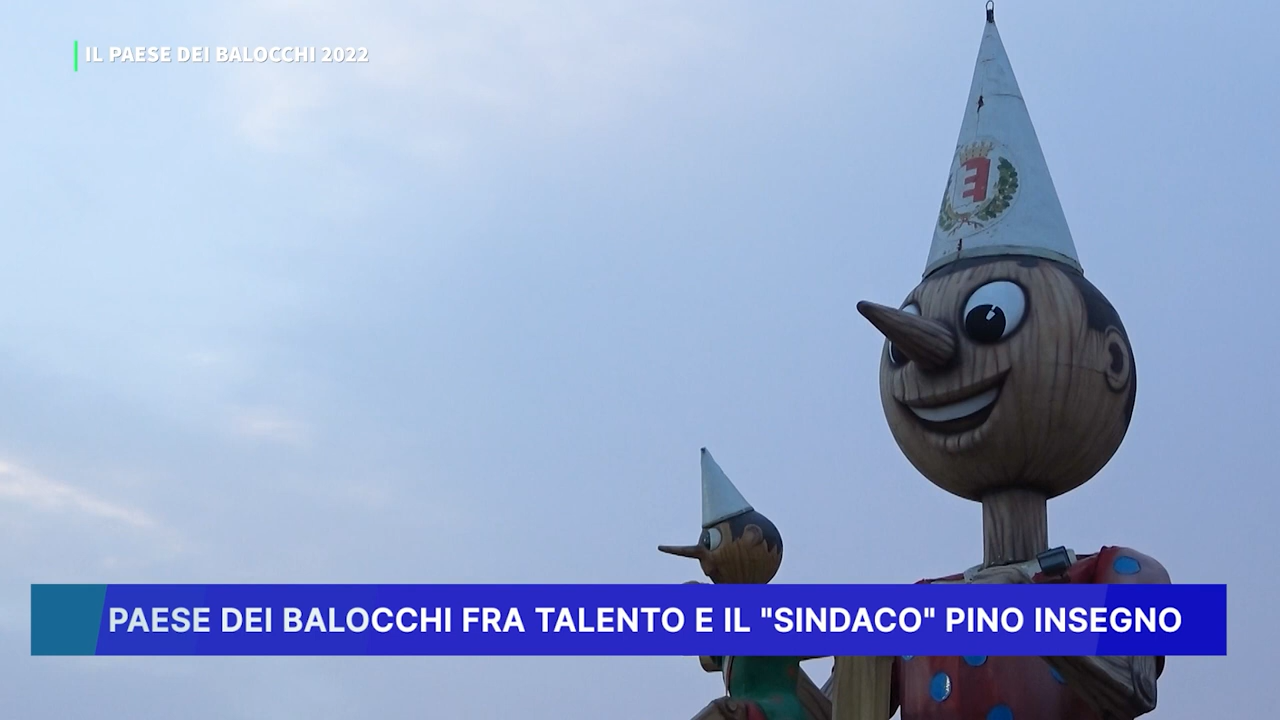 IL PAESE DEI BALOCCHI 2022
PAESE DEI BALOCCHI FRA TALENTO E IL "SINDACO" PINO INSEGNO